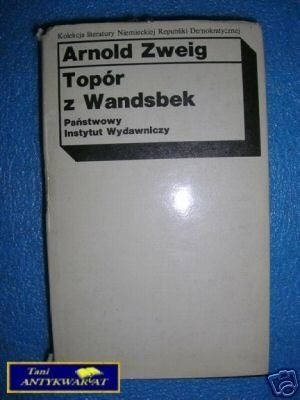 Kolekcja literatury Niemieckiej Republiki Demokratycznej
Arnold Zweig
Topór
z Wandsbek
Państwowy
Instytut Wydawniczy
Tani
ANTYKWARIAT